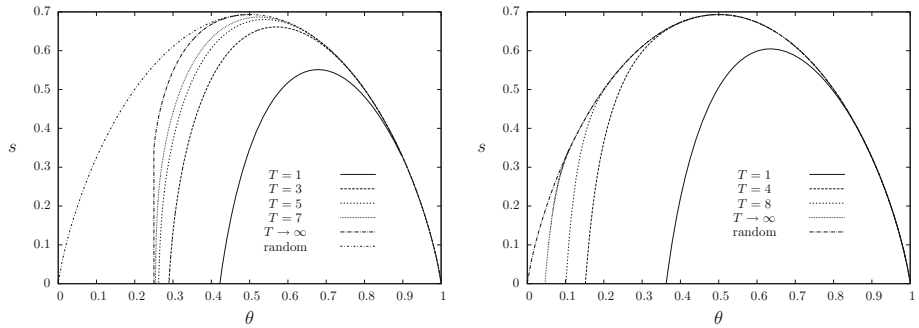 0.7
0.6
0.5
0.4
s
0.3
0.2
0.1
0
T = 1
T = 3
T = 5
T = 7
T → ∞
random
0 0.1 0.2 0.3 0.4 0.5 0.6 0.7 0.8 0.9 1
θ
0.7
0.6
0.5
0.4
s
0.3
0.2
0.1
0
T = 1
T = 4
T = 8
T → ∞
random
0 0.1 0.2 0.3 0.4 0.5 0.6 0.7 0.8 0.9 1
θ